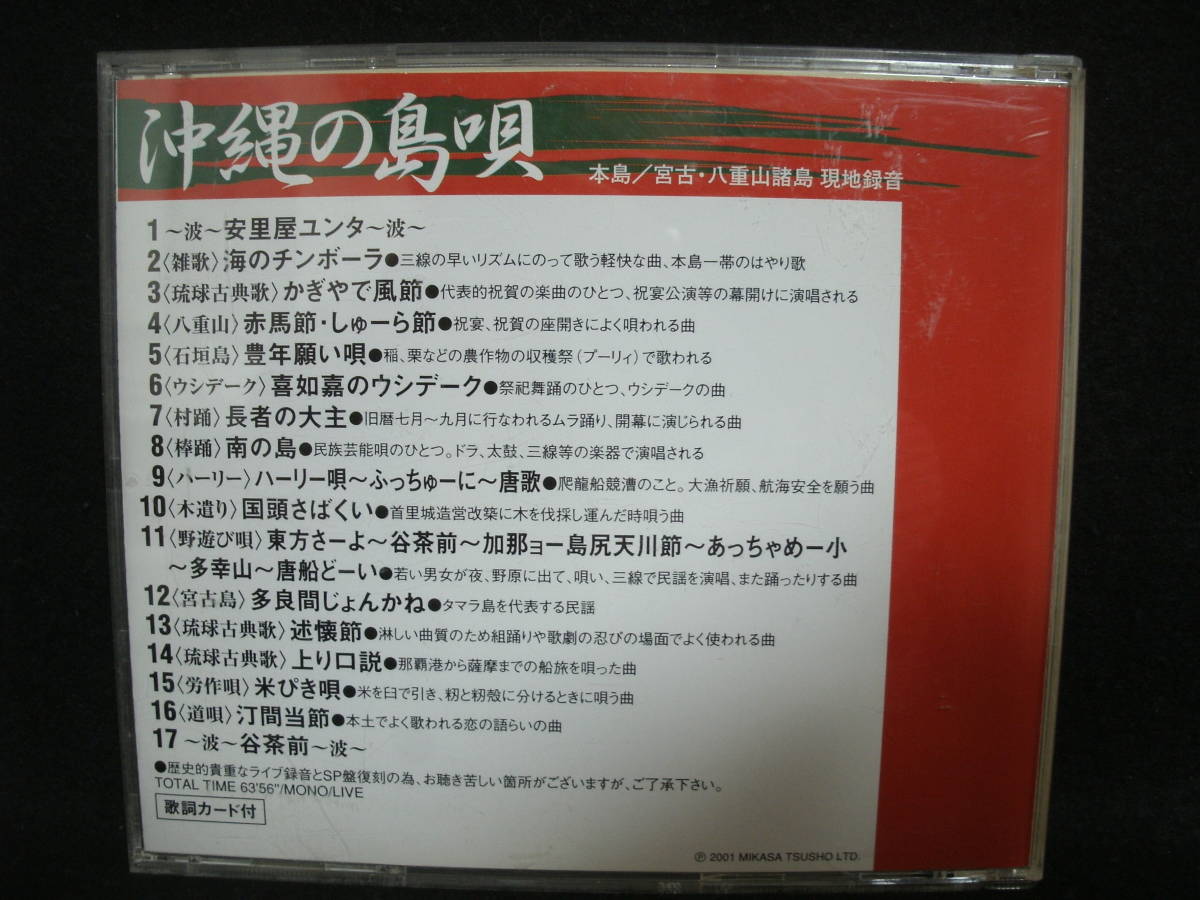 沖縄の島唄
本島／宮古・八重山諸島 現地録音
1 ～波～安里屋ユンタ～波～
2〈雑歌〉海のチンボーラ●三線の早いリズムにのって歌う軽快な曲、本島一帯のはやり歌
3〈琉球古典歌〉かぎやで風節●代表的祝賀の楽曲のひとつ、祝宴公演等の幕開けに演唱される
4〈八重山〉赤馬節・しゅーら節●祝宴、祝賀の座開きによく唄われる曲
5〈石垣島〉豊年願い唄●稲、栗などの農作物の収穫祭（プーリィ）で歌われる
6〈ウシデーク〉喜如嘉のウシデーク●祭祀舞踊のひとつ、ウシデークの曲
7〈村踊〉長者の大主●旧暦七月～九月に行なわれるムラ踊り、開幕に演じられる曲
8〈棒踊〉南の島●民族芸能唄のひとつ。ドラ、太鼓、三線等の楽器で演唱される
9〈ハーリー〉ハーリー唄～ふっちゅーに～唐歌●爬龍船競漕のこと。大漁祈願、航海安全を願う曲
10〈木遣り〉国頭さばくい●首里城造営改築に木を伐採し運んだ時唄う曲
11〈野遊び唄〉東方さーよ～谷茶前～加那ョー島尻天川節～あっちゃめー小
～多幸山～唐船どーい●若い男女が夜、野原に出て、唄い、三線で民謡を演唱、また踊ったりする曲
12〈宮古島〉多良間じょんかね●タマラ島を代表する民謡
13〈琉球古典歌〉述懐節●淋しい曲質のため組踊りや歌劇の忍びの場面でよく使われる曲
14〈琉球古典歌〉上り口説●那覇港から薩摩までの船旅を唄った曲
15〈労作唄〉米ぴき唄●米を臼で引き、籾と籾殻に分けるときに唄う曲
16〈道唄〉汀間当節●本土でよく歌われる恋の語らいの曲
17 ～波～谷茶前～波～
●歴史的貴重なライブ録音とSP盤復刻の為、お聴き苦しい箇所がございますが、ご了承下さい。
TOTAL TIME 63'56"/MONO/LIVE
歌詞カード付
Ⓟ 2001 MIKASA TSUSHO LTD.